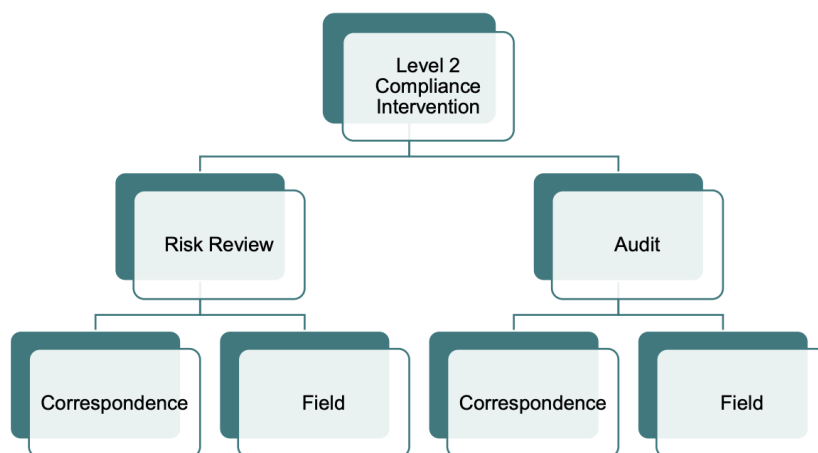 Level 2
Compliance
Intervention
Risk Review
Audit
Correspondence
Field
Correspondence
Field